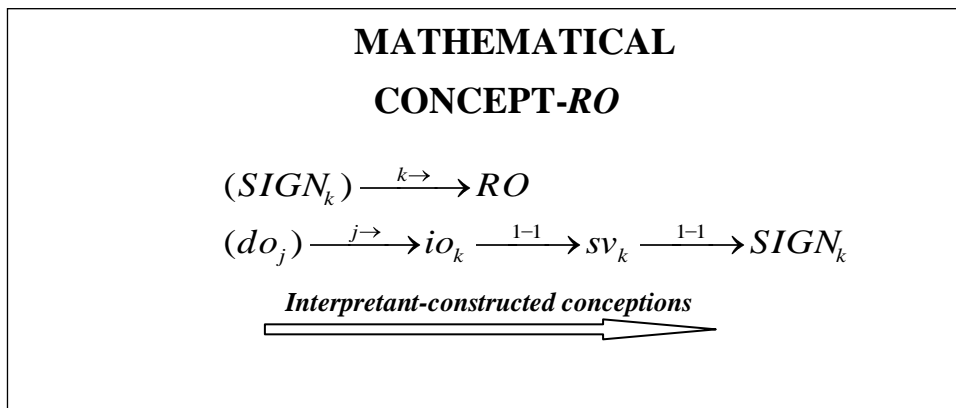 MATHEMATICAL
CONCEPT-RO
(SIGN_k) —k→→ RO
(do_j) —j→→ io_k —1–1→ sv_k —1–1→ SIGN_k
Interpretant-constructed conceptions